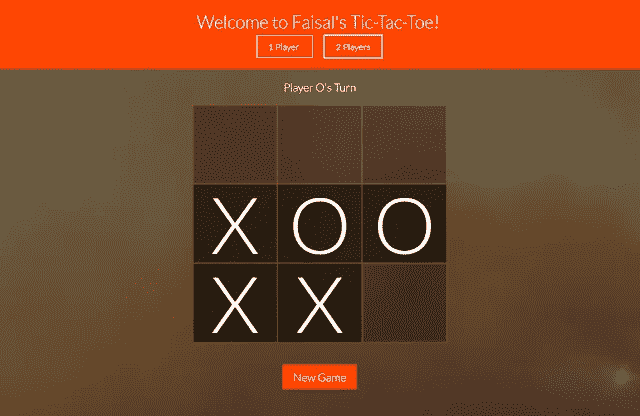 Welcome to Faisal's Tic-Tac-Toe!
1 Player 2 Players
Player O's Turn
X O O
X X
New Game